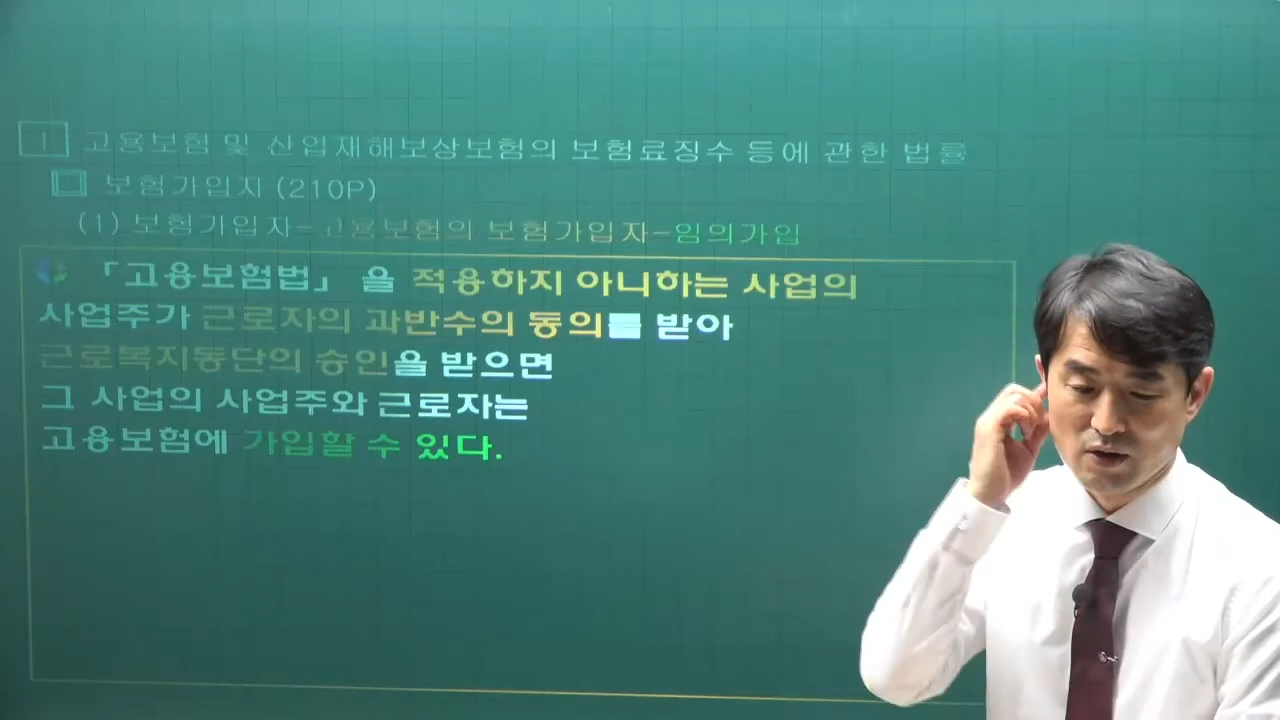 1 고용보험 및 산업재해보상보험의 보험료징수 등에 관한 법률
보험가입자 (210P)
(1) 보험가입자-고용보험의 보험가입자-임의가입
「고용보험법」 을 적용하지 아니하는 사업의
사업주가 근로자의 과반수의 동의를 받아
근로복지공단의 승인을 받으면
그 사업의 사업주와 근로자는
고용보험에 가입할 수 있다.